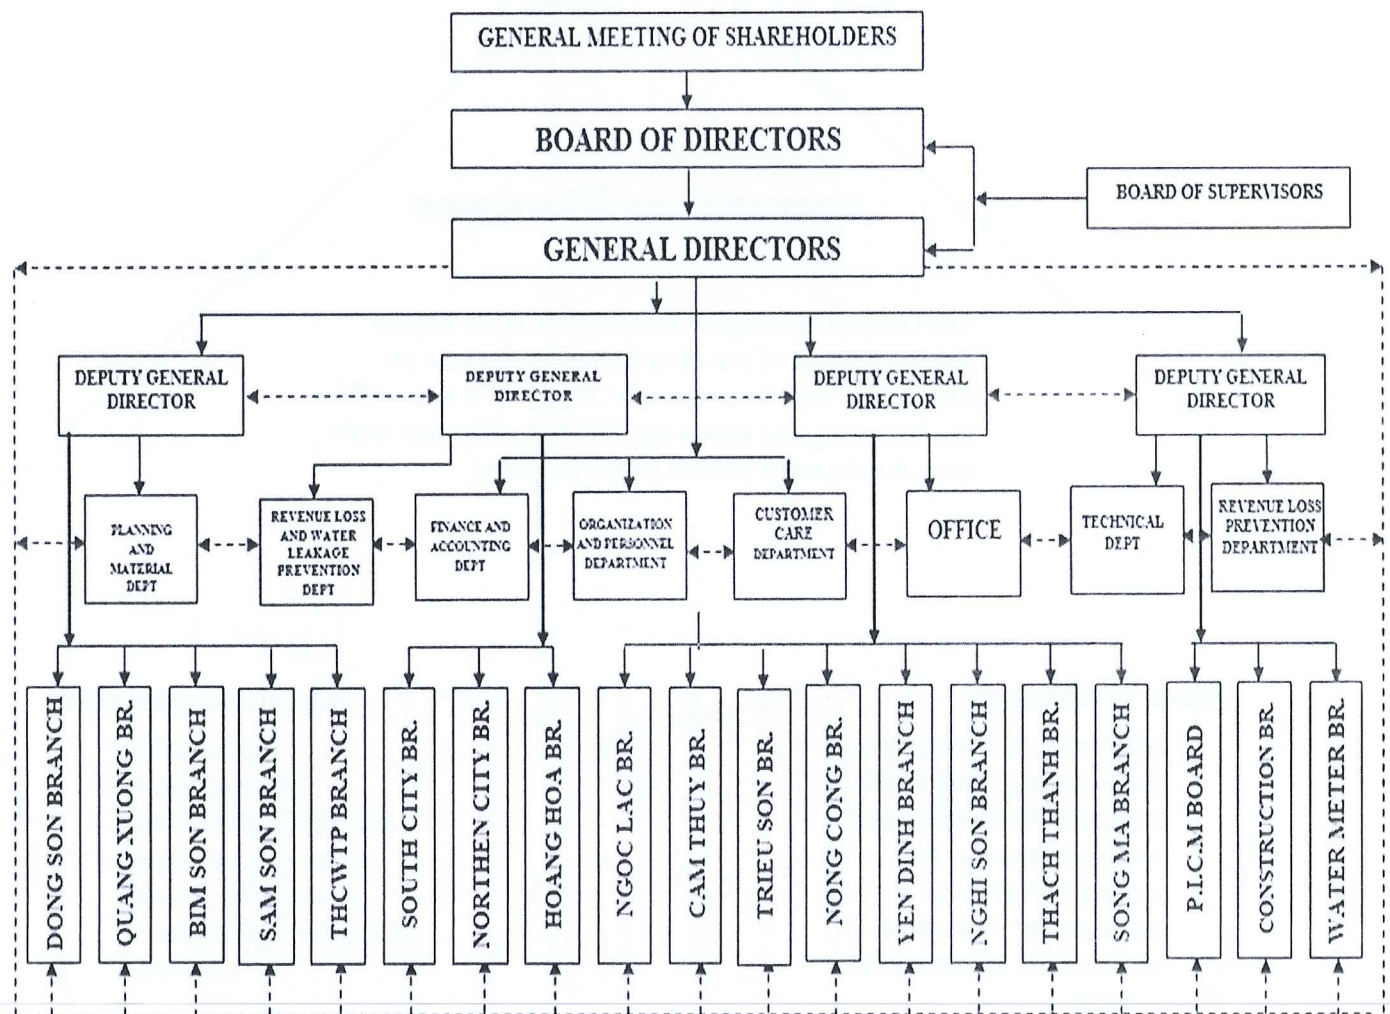 GENERAL MEETING OF SHAREHOLDERS
BOARD OF DIRECTORS
BOARD OF SUPERVISORS
GENERAL DIRECTORS
DEPUTY GENERAL
DIRECTOR
DEPUTY GENERAL
DIRECTOR
DEPUTY GENERAL
DIRECTOR
DEPUTY GENERAL
DIRECTOR
PLANNING
AND
MATERIAL
DEPT
REVENUE LOSS
AND WATER
LEAKAGE
PREVENTION
DEPT
FINANCE AND
ACCOUNTING
DEPT
ORGANIZATION
AND PERSONNEL
DEPARTMENT
CUSTOMER
CARE
DEPARTMENT
OFFICE
TECHNICAL
DEPT
REVENUE LOSS
PREVENTION
DEPARTMENT
DONG SON BRANCH
QUANG XUONG BR.
BIM SON BRANCH
SAM SON BRANCH
THCWTP BRANCH
SOUTH CITY BR.
NORTHEN CITY BR.
HOANG HOA BR.
NGOC LAC BR.
CAM THUY BR.
TRIEU SON BR.
NONG CONG BR.
YEN DINH BRANCH
NGHI SON BRANCH
THACH THANH BR.
SONG MA BRANCH
P.I.C.M BOARD
CONSTRUCTION BR.
WATER METER BR.